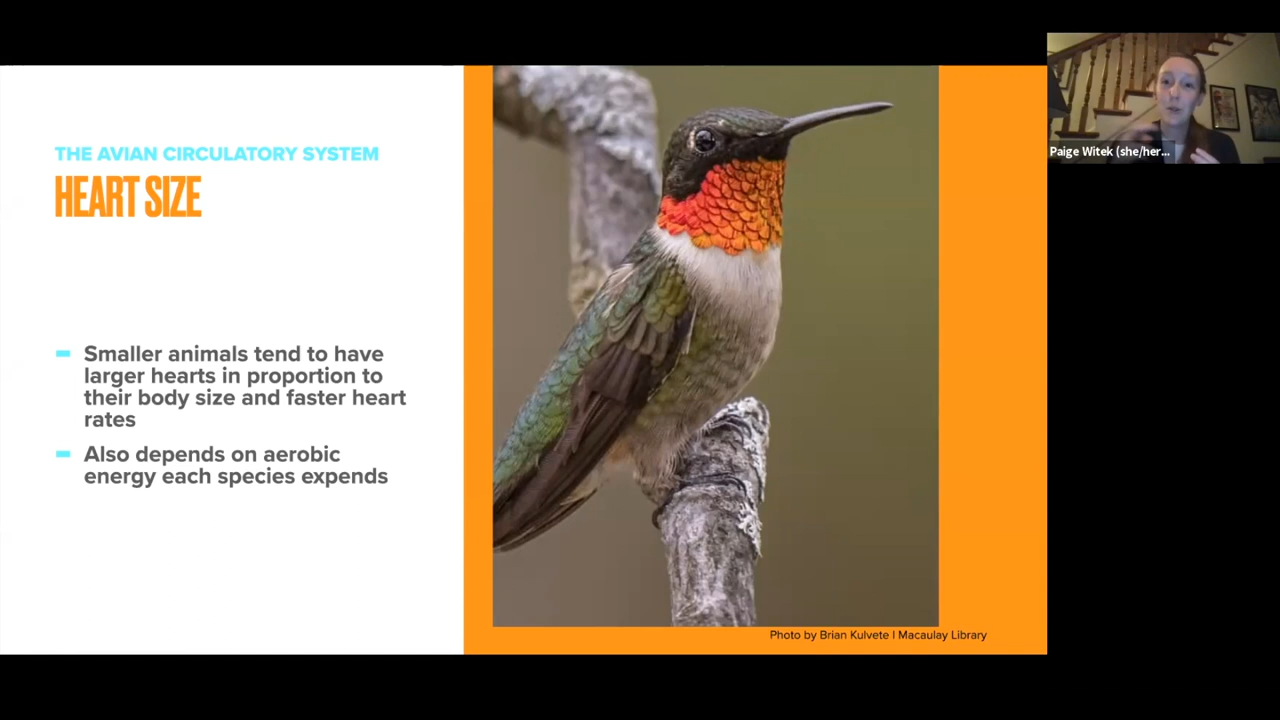 THE AVIAN CIRCULATORY SYSTEM
HEART SIZE
Smaller animals tend to have
larger hearts in proportion to
their body size and faster heart
rates
Also depends on aerobic
energy each species expends
Photo by Brian Kulvete I Macaulay Library
Paige Witek (she/her...